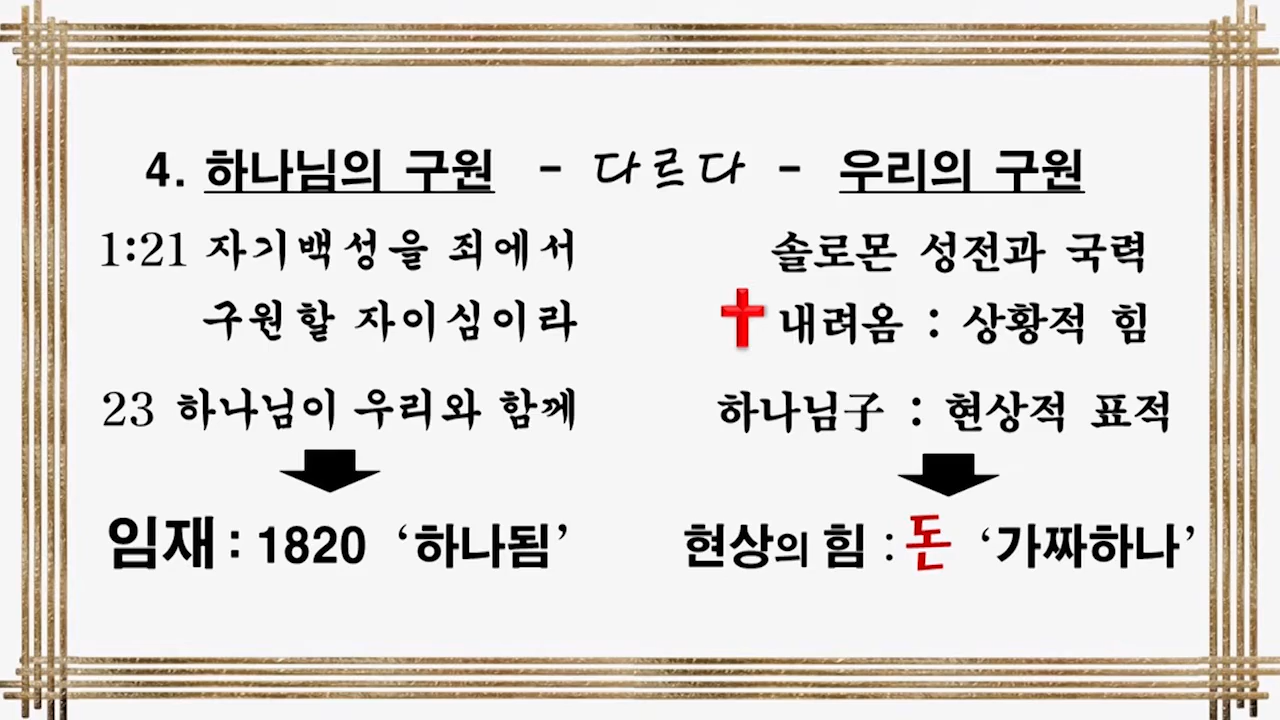 4. 하나님의 구원 - 다르다 - 우리의 구원
1:21 자기백성을 죄에서
구원할 자이심이라
23 하나님이 우리와 함께
임재: 1820 ‘하나됨’
솔로몬 성전과 국력
내려옴 : 상황적 힘
하나님子 : 현상적 표적
현상의 힘 : 돈 ‘가짜하나’